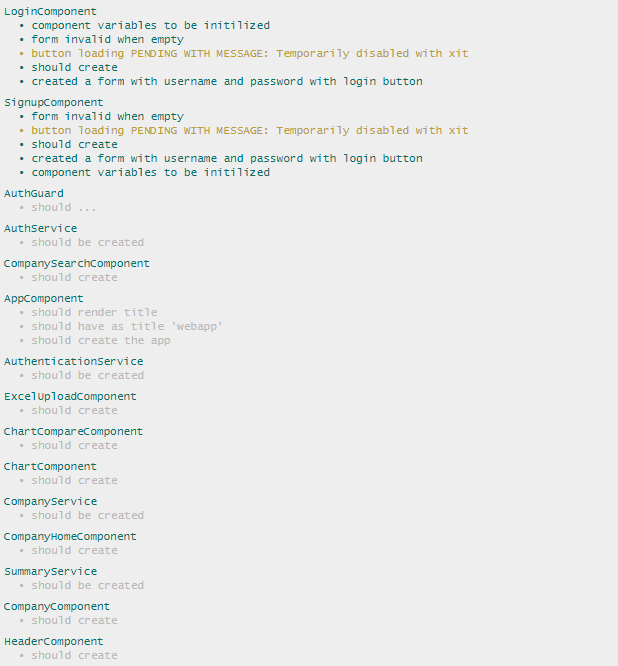 LoginComponent
• component variables to be initilized
• form invalid when empty
• button loading PENDING WITH MESSAGE: Temporarily disabled with xit
• should create
• created a form with username and password with login button
SignupComponent
• form invalid when empty
• button loading PENDING WITH MESSAGE: Temporarily disabled with xit
• should create
• created a form with username and password with login button
• component variables to be initilized
AuthGuard
• should ...
AuthService
• should be created
CompanySearchComponent
• should create
AppComponent
• should render title
• should have as title 'webapp'
• should create the app
AuthenticationService
• should be created
ExcelUploadComponent
• should create
ChartCompareComponent
• should create
ChartComponent
• should create
CompanyService
• should be created
CompanyHomeComponent
• should create
SummaryService
• should be created
CompanyComponent
• should create
HeaderComponent
• should create